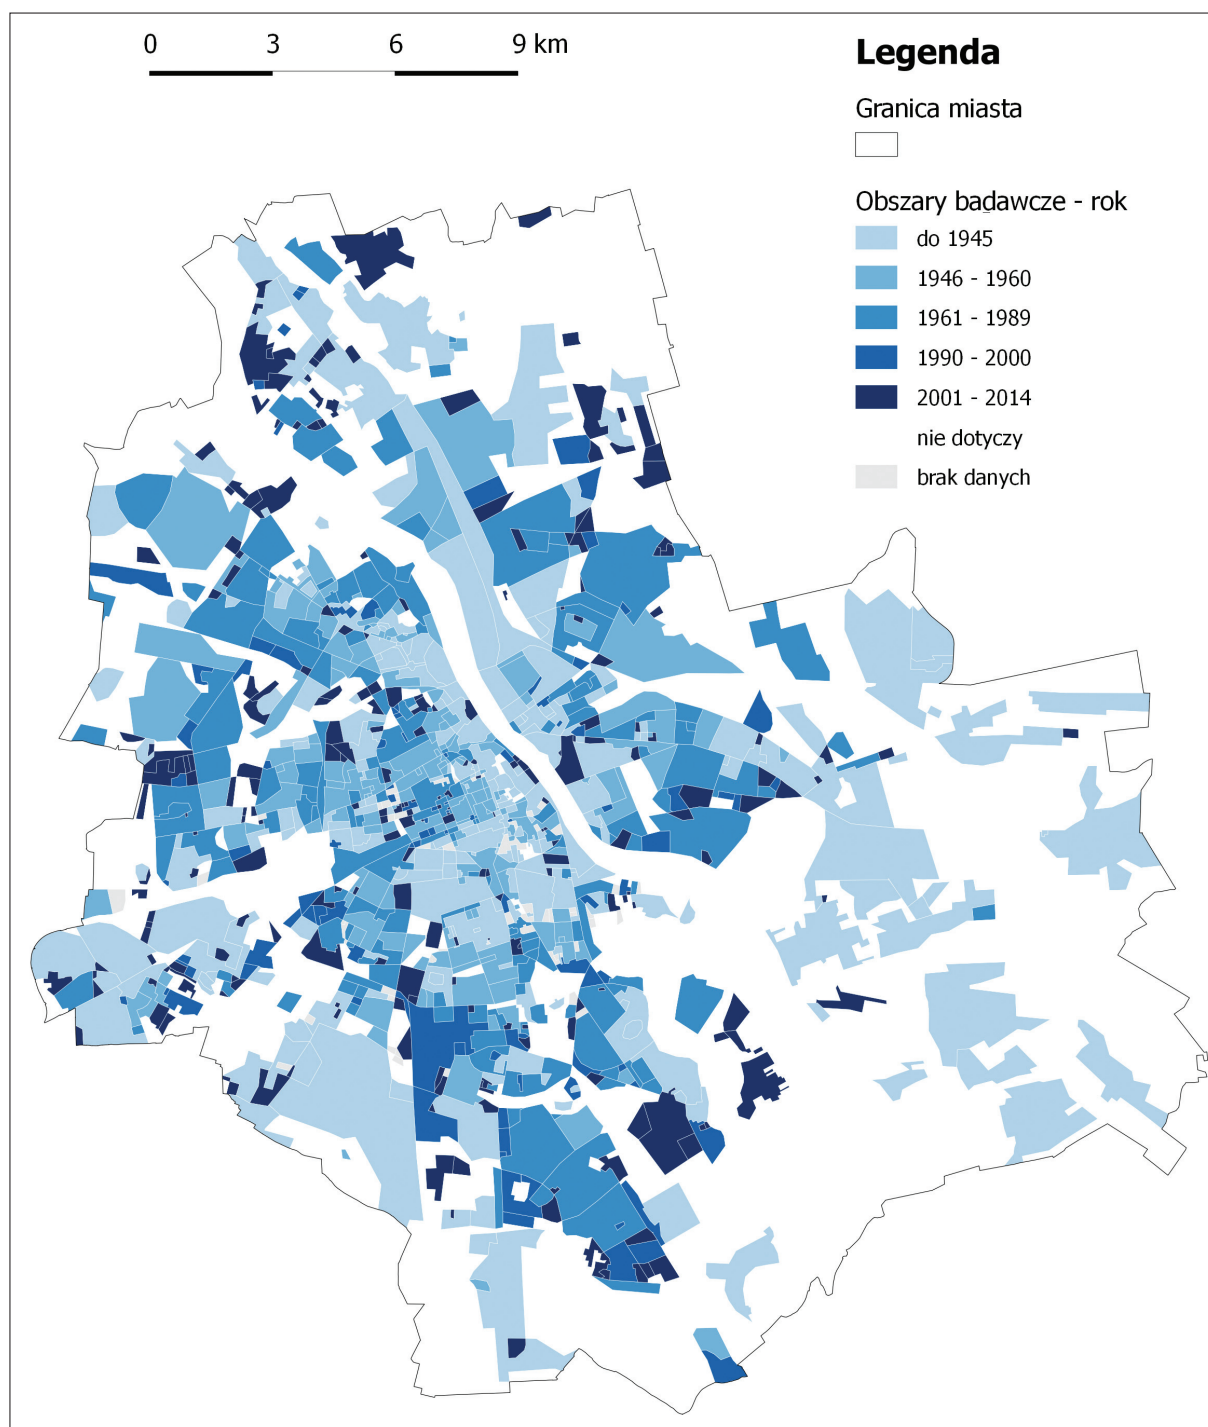 0 3 6 9 km
Legenda
Granica miasta
Obszary badawcze - rok
do 1945
1946 - 1960
1961 - 1989
1990 - 2000
2001 - 2014
nie dotyczy
brak danych